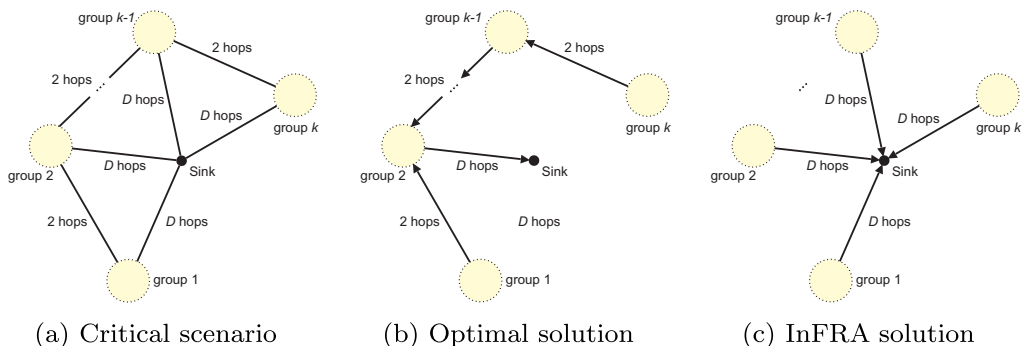 group k-1
2 hops
2 hops
...
D hops
D hops
group k
D hops
group 2
Sink
2 hops
D hops
group 1
(a) Critical scenario
group k-1
2 hops
2 hops
...
group k
D hops
group 2
Sink
2 hops
D hops
group 1
(b) Optimal solution
group k-1
...
D hops
D hops
group k
D hops
group 2
Sink
D hops
group 1
(c) InFRA solution